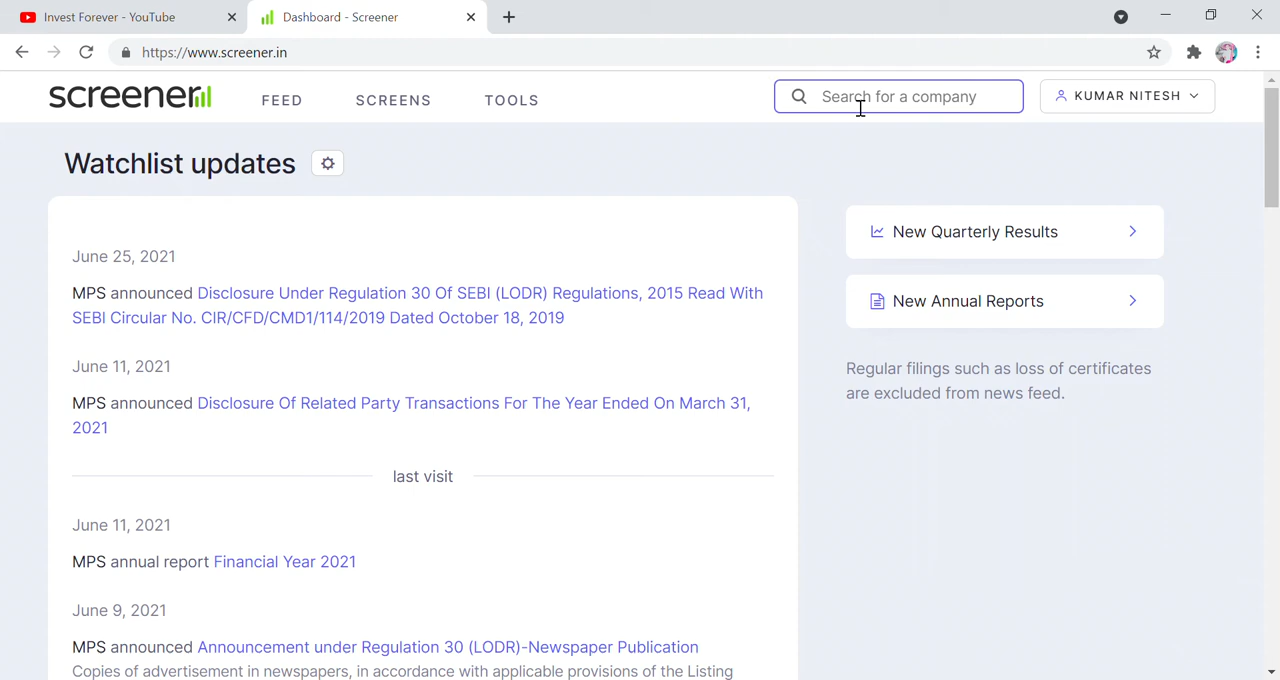 Invest Forever - YouTube
Dashboard - Screener
https://www.screener.in
screener
FEED
SCREENS
TOOLS
Search for a company
KUMAR NITESH
Watchlist updates
June 25, 2021
MPS announced Disclosure Under Regulation 30 Of SEBI (LODR) Regulations, 2015 Read With
SEBI Circular No. CIR/CFD/CMD1/114/2019 Dated October 18, 2019
June 11, 2021
MPS announced Disclosure Of Related Party Transactions For The Year Ended On March 31,
2021
last visit
June 11, 2021
MPS annual report Financial Year 2021
June 9, 2021
MPS announced Announcement under Regulation 30 (LODR)-Newspaper Publication
Copies of advertisement in newspapers, in accordance with applicable provisions of the Listing
New Quarterly Results
New Annual Reports
Regular filings such as loss of certificates
are excluded from news feed.